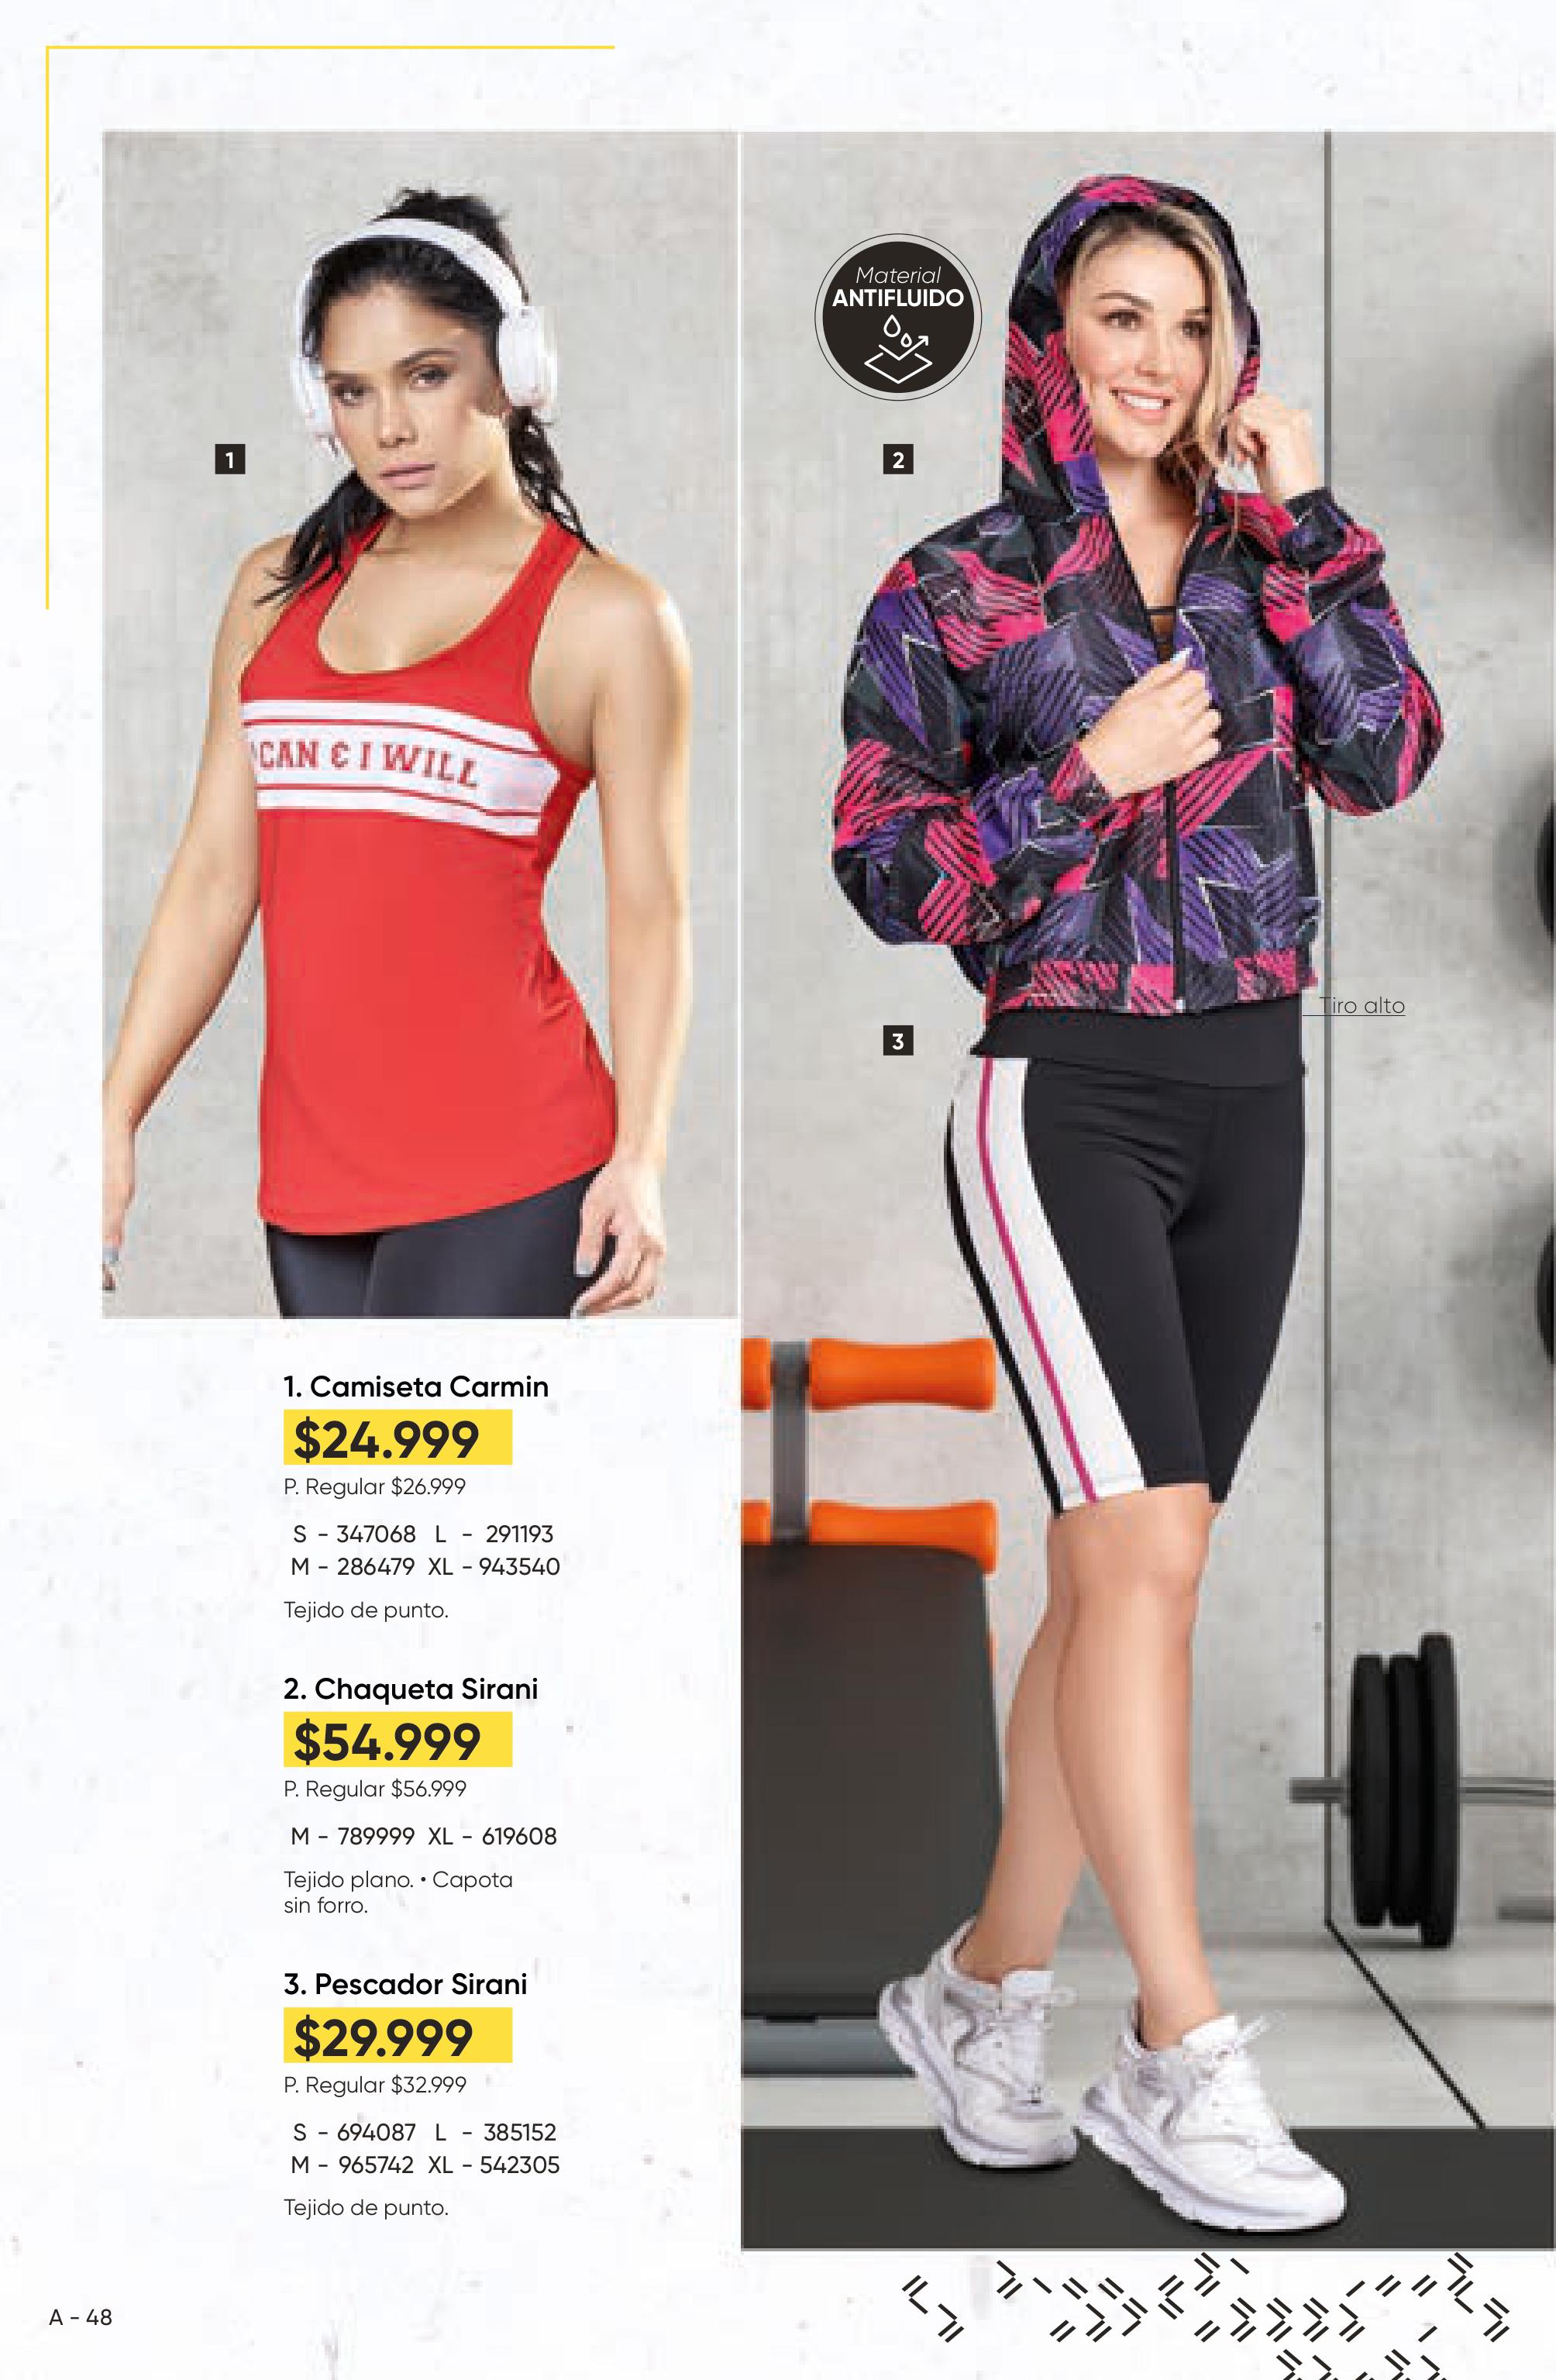 Material
ANTIFLUIDO
1
CAN & I WILL
2
Tiro alto
3
1. Camiseta Carmin
$24.999
P. Regular $26.999
S - 347068 L - 291193
M - 286479 XL - 943540
Tejido de punto.
2. Chaqueta Sirani
$54.999
P. Regular $56.999
M - 789999 XL - 619608
Tejido plano. • Capota
sin forro.
3. Pescador Sirani
$29.999
P. Regular $32.999
S - 694087 L - 385152
M - 965742 XL - 542305
Tejido de punto.
A - 48